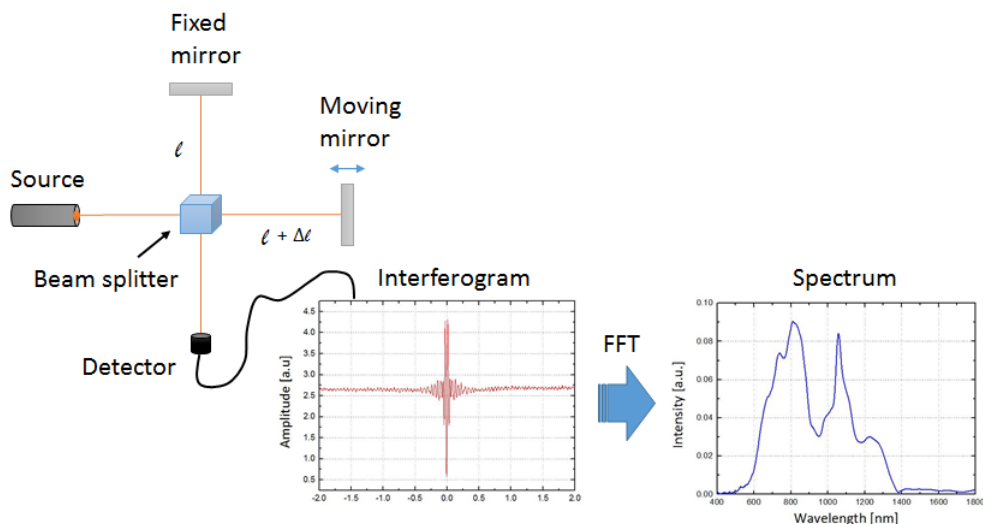 Fixed
mirror
Moving
mirror
ℓ
Source
ℓ + Δℓ
Beam splitter
Interferogram
Spectrum
Detector
FFT
Amplitude [a.u]
4.5
4.0
3.5
3.0
2.5
2.0
1.5
1.0
0.5
-2.0 -1.5 -1.0 -0.5 0.0 0.5 1.0 1.5 2.0
Intensity [a.u.]
0.10
0.08
0.06
0.04
0.02
0.00
400 600 800 1000 1200 1400 1600 1800
Wavelength [nm]